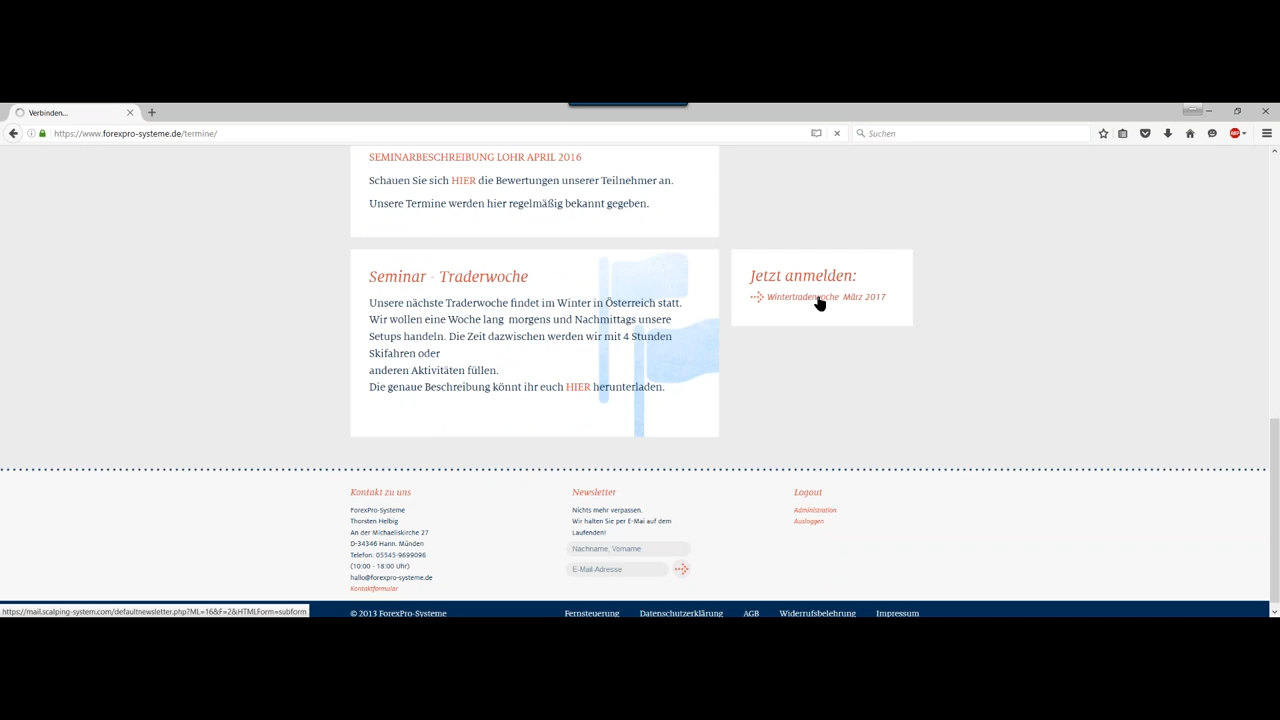 Verbinden...
https://www.forexpro-systeme.de/termine/
Suchen
SEMINARBESCHREIBUNG LOHR APRIL 2016
Schauen Sie sich HIER die Bewertungen unserer Teilnehmer an.
Unsere Termine werden hier regelmäßig bekannt gegeben.
Seminar - Traderwoche
Unsere nächste Traderwoche findet im Winter in Österreich statt.
Wir wollen eine Woche lang morgens und Nachmittags unsere
Setups handeln. Die Zeit dazwischen werden wir mit 4 Stunden
Skifahren oder
anderen Aktivitäten füllen.
Die genaue Beschreibung könnt ihr euch HIER herunterladen.
Jetzt anmelden:
Wintertraderwoche März 2017
Kontakt zu uns
ForexPro-Systeme
Thorsten Helbig
An der Michaeliskirche 27
D-34346 Hann. Münden
Telefon: 05545-9699096
(10:00 - 18:00 Uhr)
hallo@forexpro-systeme.de
Kontaktformular
Newsletter
Nichts mehr verpassen.
Wir halten Sie per E-Mai auf dem
Laufenden!
Nachname, Vorname
E-Mail-Adresse
Logout
Administration
Ausloggen
https://mail.scalping-system.com/defaultnewsletter.php?ML=16&F=2&HTMLForm=subform
© 2013 ForexPro-Systeme
Fernsteuerung Datenschutzerklärung AGB Widerrufsbelehrung Impressum